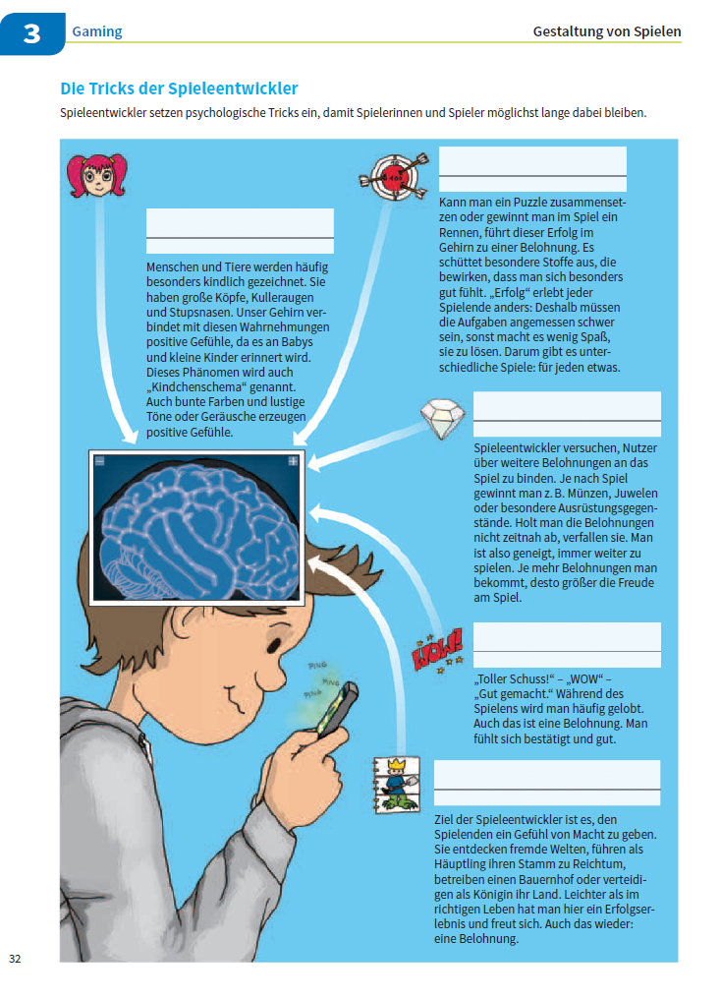 3
Gaming
Gestaltung von Spielen
Die Tricks der Spieleentwickler
Spieleentwickler setzen psychologische Tricks ein, damit Spielerinnen und Spieler möglichst lange dabei bleiben.
Menschen und Tiere werden häufig
besonders kindlich gezeichnet. Sie
haben große Köpfe, Kulleraugen
und Stupsnasen. Unser Gehirn ver-
bindet mit diesen Wahrnehmungen
positive Gefühle, da es an Babys
und kleine Kinder erinnert wird.
Dieses Phänomen wird auch
„Kindchenschema“ genannt.
Auch bunte Farben und lustige
Töne oder Geräusche erzeugen
positive Gefühle.
Kann man ein Puzzle zusammenset-
zen oder gewinnt man im Spiel ein
Rennen, führt dieser Erfolg im
Gehirn zu einer Belohnung. Es
schüttet besondere Stoffe aus, die
bewirken, dass man sich besonders
gut fühlt. „Erfolg“ erlebt jeder
Spielende anders: Deshalb müssen
die Aufgaben angemessen schwer
sein, sonst macht es wenig Spaß,
sie zu lösen. Darum gibt es unter-
schiedliche Spiele: für jeden etwas.
Spieleentwickler versuchen, Nutzer
über weitere Belohnungen an das
Spiel zu binden. Je nach Spiel
gewinnt man z. B. Münzen, Juwelen
oder besondere Ausrüstungsgegen-
stände. Holt man die Belohnungen
nicht zeitnah ab, verfallen sie. Man
ist also geneigt, immer weiter zu
spielen. Je mehr Belohnungen man
bekommt, desto größer die Freude
am Spiel.
WOW!
„Toller Schuss!“ – „WOW“ –
„Gut gemacht.“ Während des
Spielens wird man häufig gelobt.
Auch das ist eine Belohnung. Man
fühlt sich bestätigt und gut.
PING
PING
PING
Ziel der Spieleentwickler ist es, den
Spielenden ein Gefühl von Macht zu geben.
Sie entdecken fremde Welten, führen als
Häuptling ihren Stamm zu Reichtum,
betreiben einen Bauernhof oder verteidi-
gen als Königin ihr Land. Leichter als im
richtigen Leben hat man hier ein Erfolgser-
lebnis und freut sich. Auch das wieder:
eine Belohnung.
32